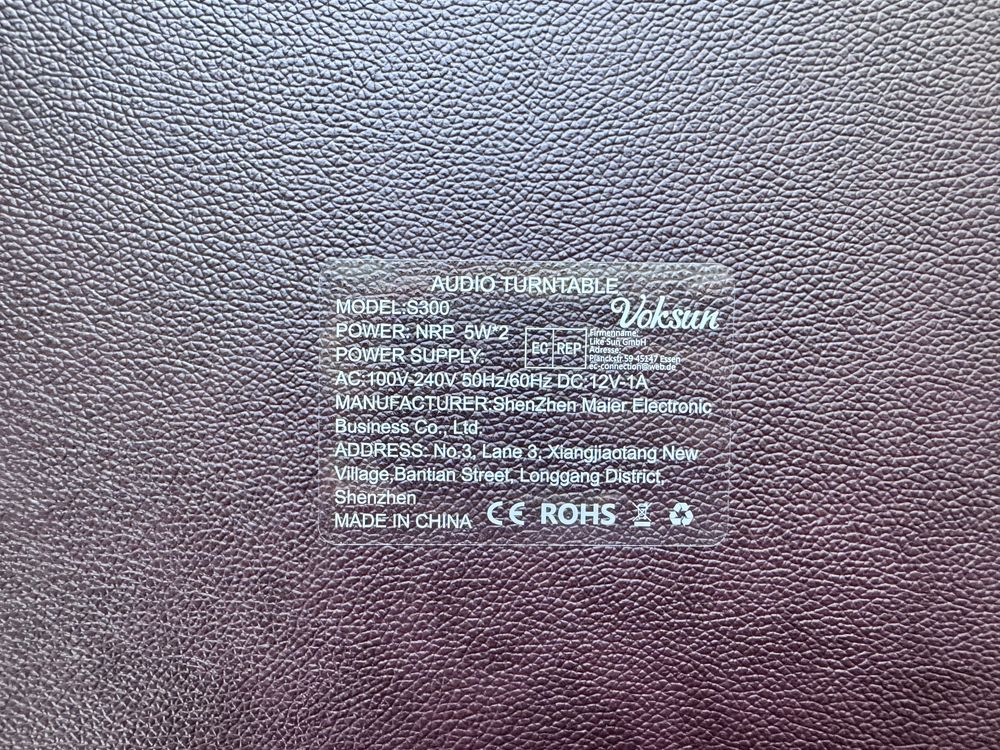 AUDIO TURNTABLE
MODEL:S300
Voksun
POWER: NRP 5W*2
POWER SUPPLY:
EC REP
Firmenname:
Like Sun GmbH
Adresse:
Planckstr.59 45147 Essen
ec-connection@web.de
AC:100V-240V 50Hz/60Hz DC:12V-1A
MANUFACTURER:ShenZhen Maier Electronic
Business Co., Ltd.
ADDRESS: No.3, Lane 3, Xiangjiaotang New
Village,Bantian Street, Longgang District,
Shenzhen
MADE IN CHINA CE ROHS